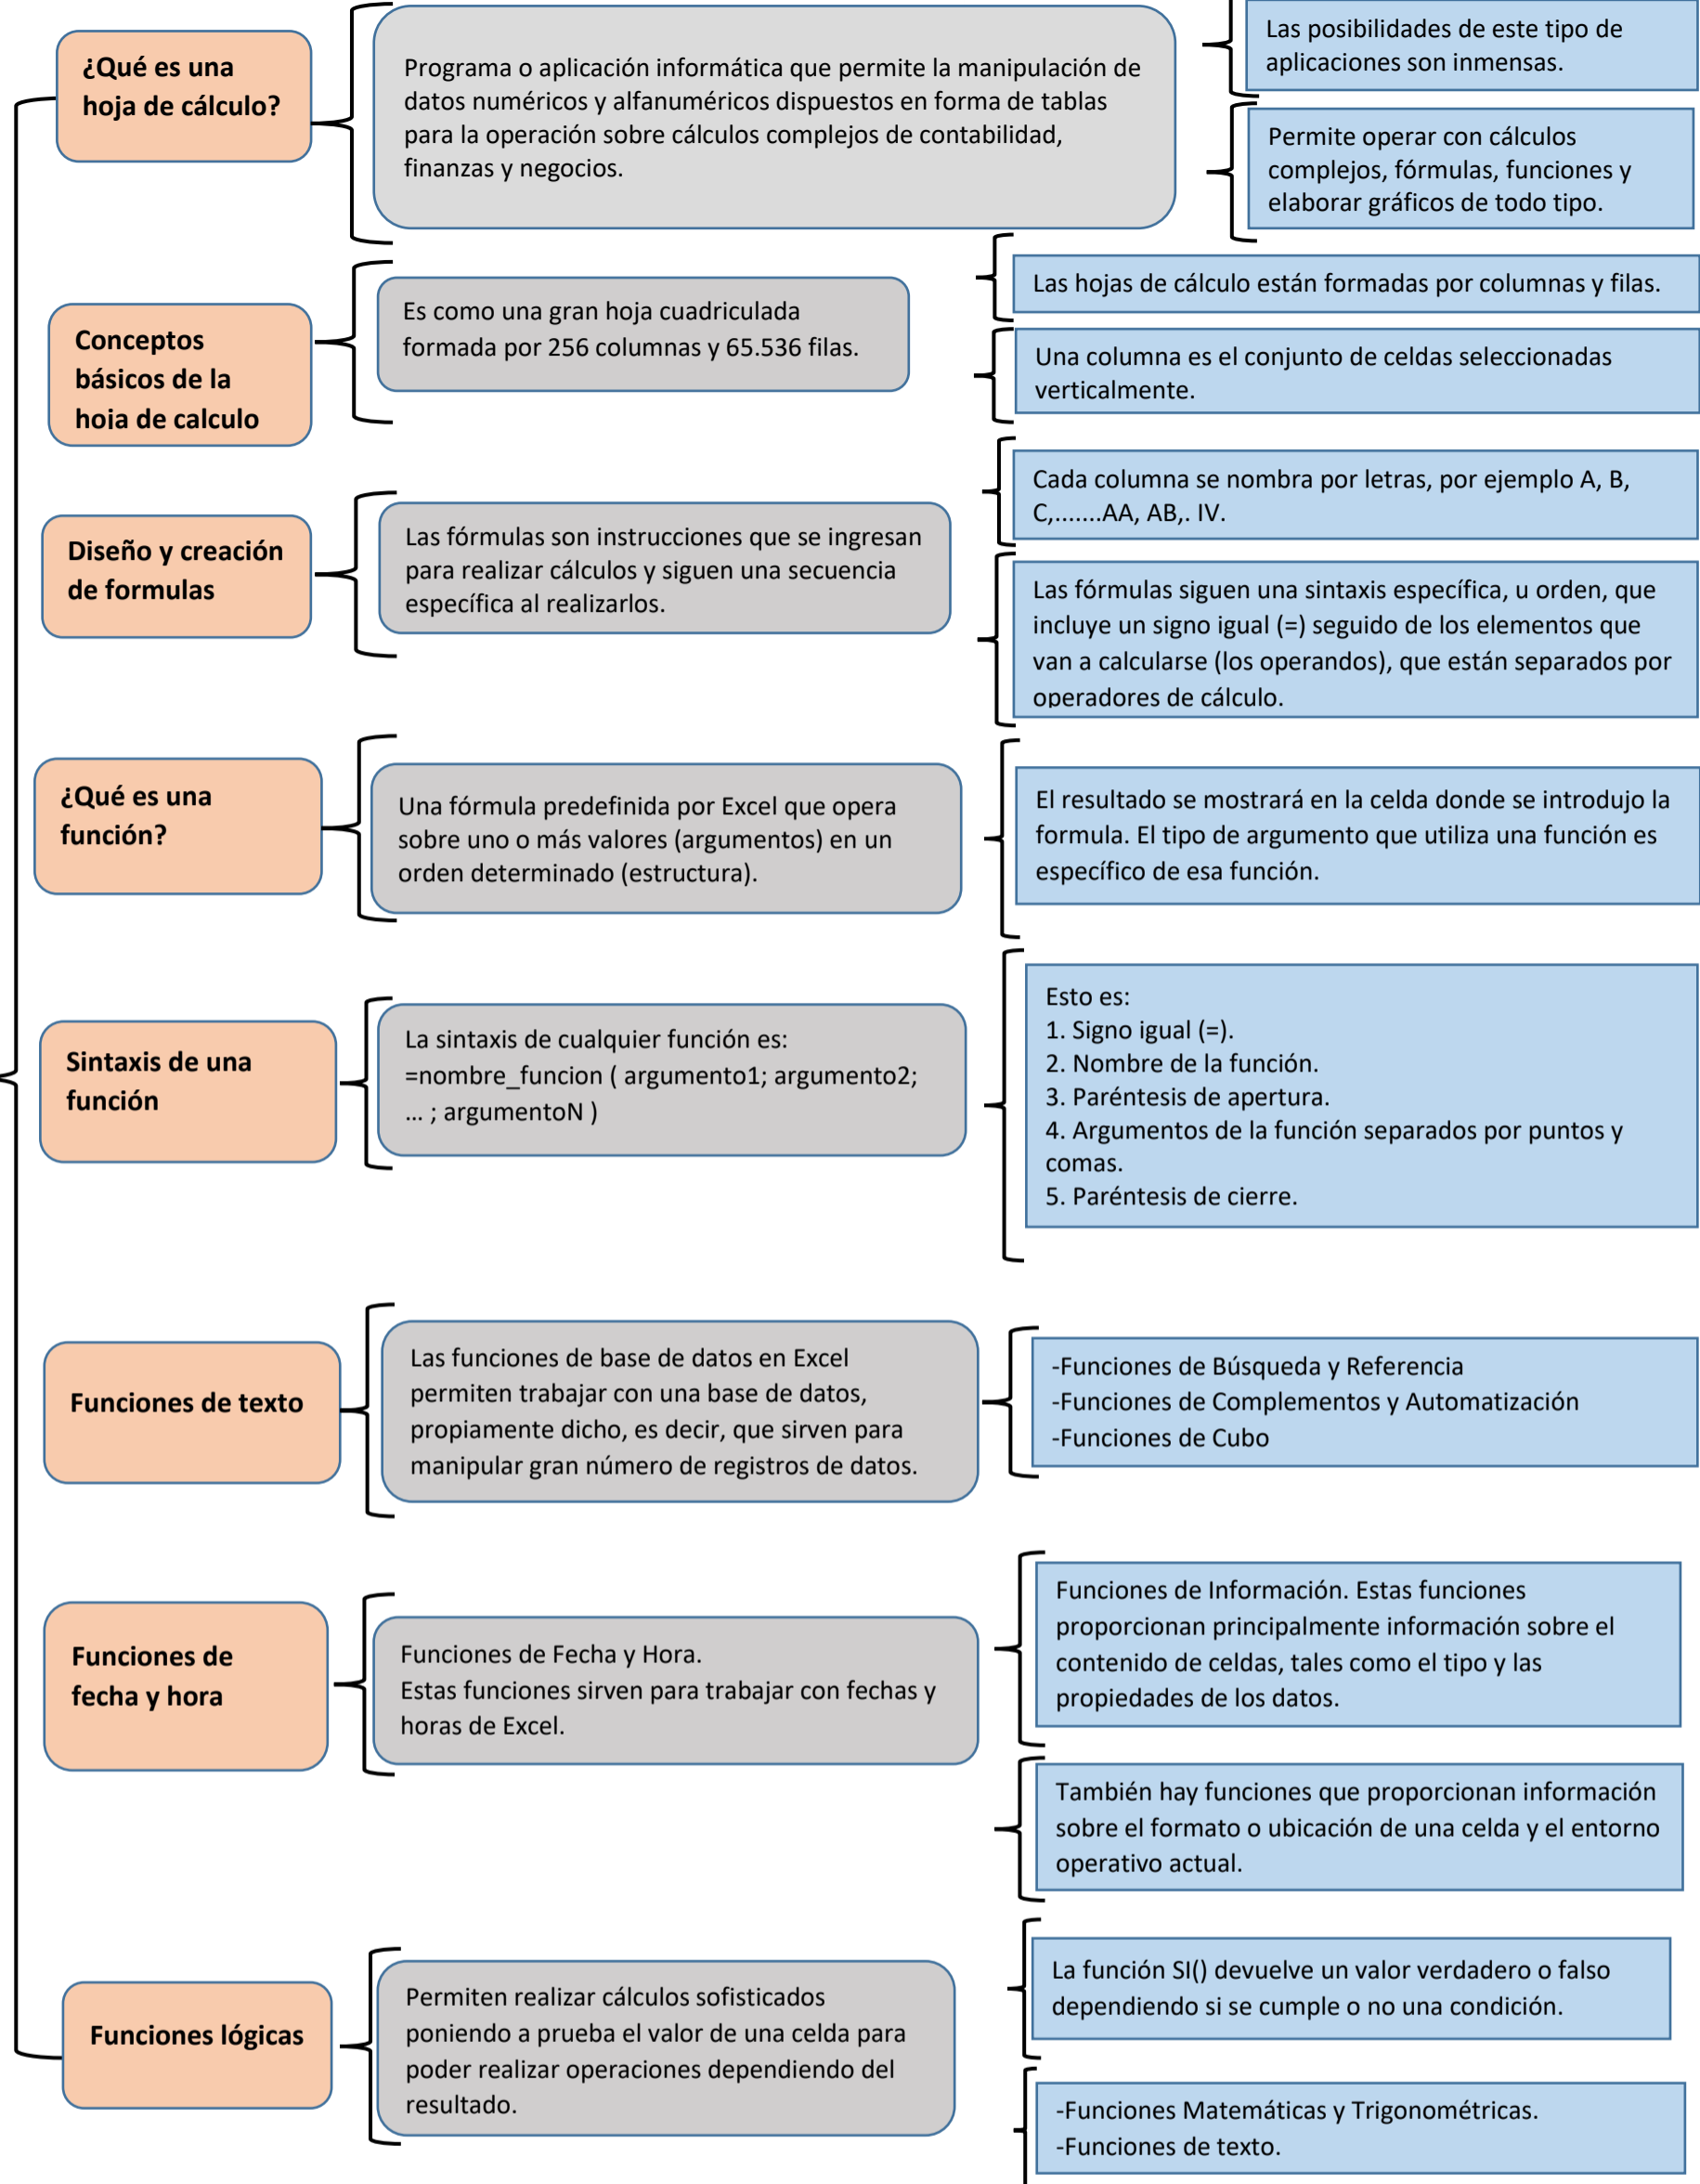 ¿Qué es una
hoja de cálculo?
Programa o aplicación informática que permite la manipulación de
datos numéricos y alfanuméricos dispuestos en forma de tablas
para la operación sobre cálculos complejos de contabilidad,
finanzas y negocios.
Las posibilidades de este tipo de
aplicaciones son inmensas.
Permite operar con cálculos
complejos, fórmulas, funciones y
elaborar gráficos de todo tipo.
Conceptos
básicos de la
hoja de calculo
Es como una gran hoja cuadriculada
formada por 256 columnas y 65.536 filas.
Las hojas de cálculo están formadas por columnas y filas.
Una columna es el conjunto de celdas seleccionadas
verticalmente.
Diseño y creación
de formulas
Las fórmulas son instrucciones que se ingresan
para realizar cálculos y siguen una secuencia
específica al realizarlos.
Cada columna se nombra por letras, por ejemplo A, B,
C,.......AA, AB,. IV.
Las fórmulas siguen una sintaxis específica, u orden, que
incluye un signo igual (=) seguido de los elementos que
van a calcularse (los operandos), que están separados por
operadores de cálculo.
¿Qué es una
función?
Una fórmula predefinida por Excel que opera
sobre uno o más valores (argumentos) en un
orden determinado (estructura).
El resultado se mostrará en la celda donde se introdujo la
formula. El tipo de argumento que utiliza una función es
específico de esa función.
Sintaxis de una
función
La sintaxis de cualquier función es:
=nombre_funcion ( argumento1; argumento2;
… ; argumentoN )
Esto es:
1. Signo igual (=).
2. Nombre de la función.
3. Paréntesis de apertura.
4. Argumentos de la función separados por puntos y
comas.
5. Paréntesis de cierre.
Funciones de texto
Las funciones de base de datos en Excel
permiten trabajar con una base de datos,
propiamente dicho, es decir, que sirven para
manipular gran número de registros de datos.
-Funciones de Búsqueda y Referencia
-Funciones de Complementos y Automatización
-Funciones de Cubo
Funciones de
fecha y hora
Funciones de Fecha y Hora.
Estas funciones sirven para trabajar con fechas y
horas de Excel.
Funciones de Información. Estas funciones
proporcionan principalmente información sobre el
contenido de celdas, tales como el tipo y las
propiedades de los datos.
También hay funciones que proporcionan información
sobre el formato o ubicación de una celda y el entorno
operativo actual.
Funciones lógicas
Permiten realizar cálculos sofisticados
poniendo a prueba el valor de una celda para
poder realizar operaciones dependiendo del
resultado.
La función SI() devuelve un valor verdadero o falso
dependiendo si se cumple o no una condición.
-Funciones Matemáticas y Trigonométricas.
-Funciones de texto.